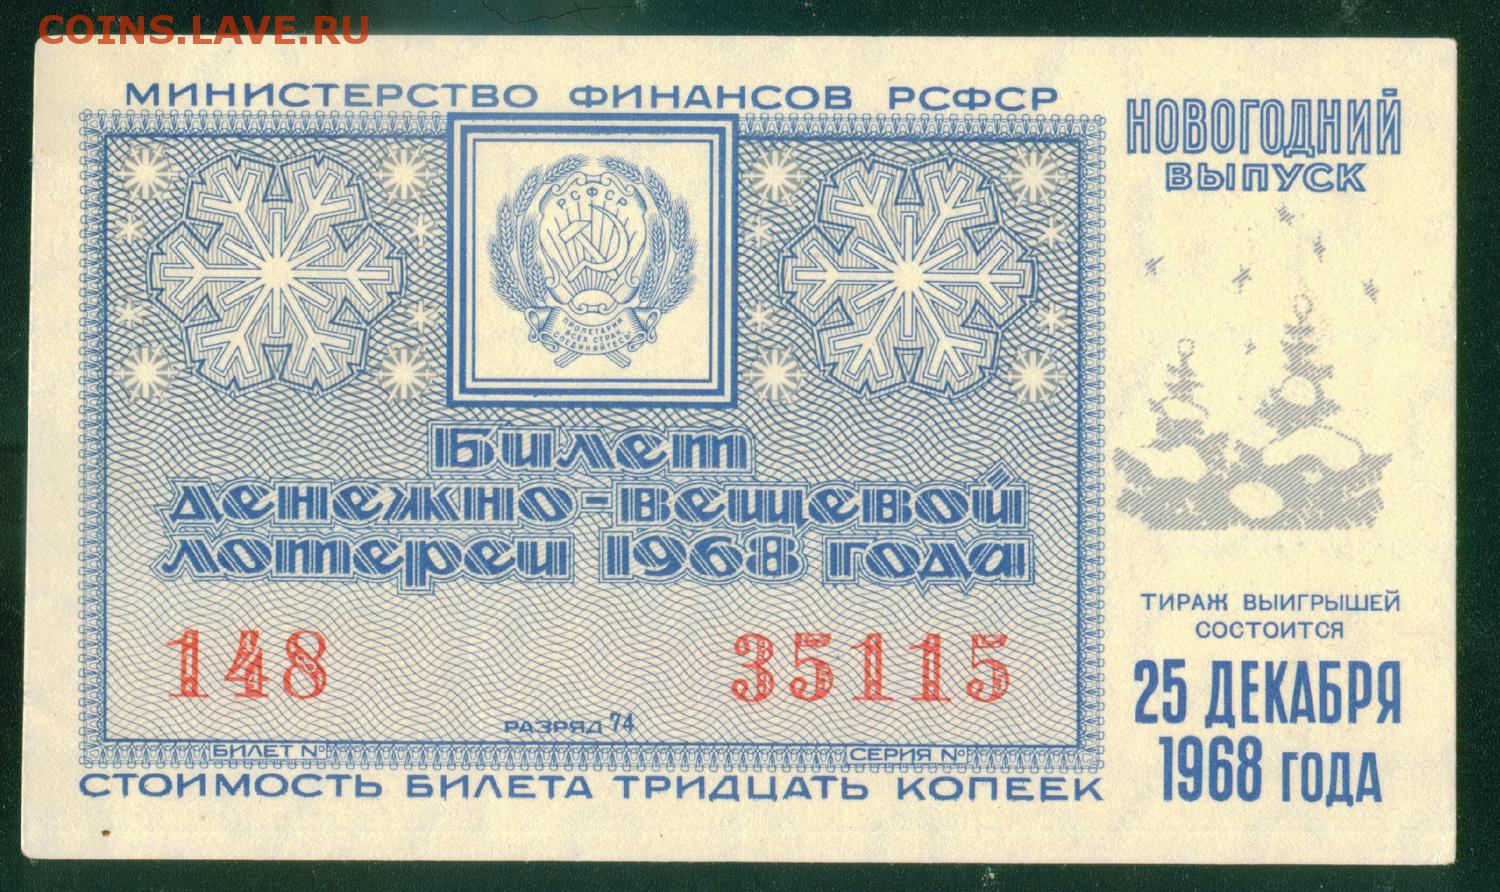 COINS.LAVE.RU
МИНИСТЕРСТВО ФИНАНСОВ РСФСР
НОВОГОДНИЙ
ВЫПУСК
РСФСР
ПРОЛЕТАРИИ
ВСЕХ СТРАН,
СОЕДИНЯЙТЕСЬ!
Билет
денежно-вещевой
лотереи 1968 года
148 35115
РАЗРЯД 74
БИЛЕТ № СЕРИЯ №
СТОИМОСТЬ БИЛЕТА ТРИДЦАТЬ КОПЕЕК
ТИРАЖ ВЫИГРЫШЕЙ
СОСТОИТСЯ
25 ДЕКАБРЯ
1968 ГОДА